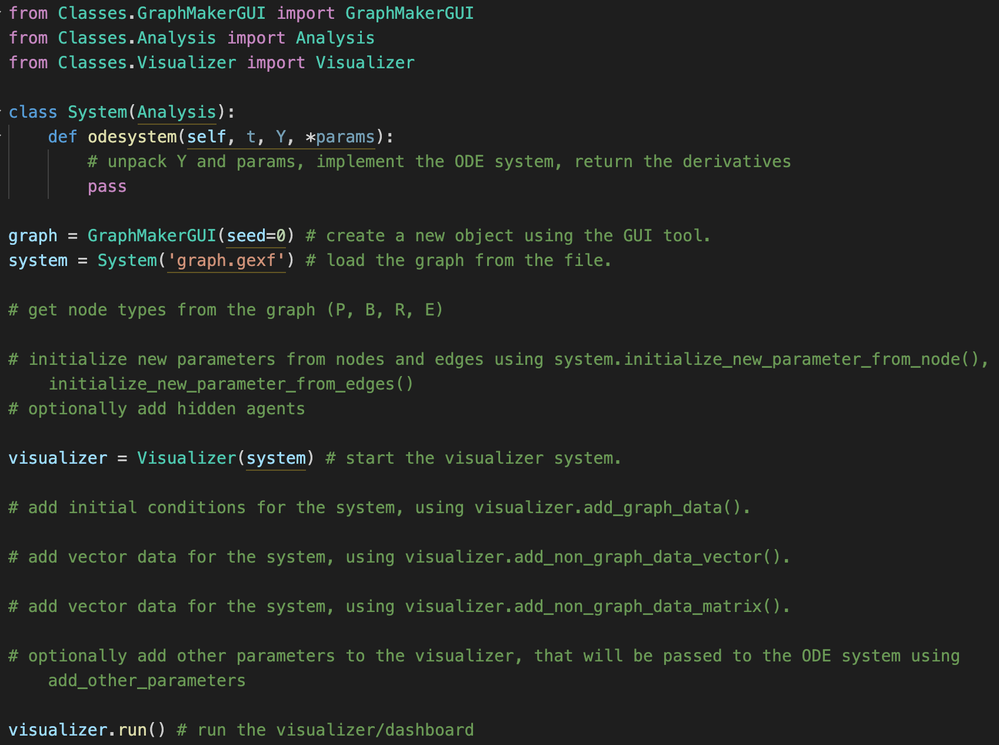 from Classes.GraphMakerGUI import GraphMakerGUI
from Classes.Analysis import Analysis
from Classes.Visualizer import Visualizer
class System(Analysis):
def odesystem(self, t, Y, *params):
# unpack Y and params, implement the ODE system, return the derivatives
pass
graph = GraphMakerGUI(seed=0) # create a new object using the GUI tool.
system = System('graph.gexf') # load the graph from the file.
# get node types from the graph (P, B, R, E)
# initialize new parameters from nodes and edges using system.initialize_new_parameter_from_node(),
initialize_new_parameter_from_edges()
# optionally add hidden agents
visualizer = Visualizer(system) # start the visualizer system.
# add initial conditions for the system, using visualizer.add_graph_data().
# add vector data for the system, using visualizer.add_non_graph_data_vector().
# add vector data for the system, using visualizer.add_non_graph_data_matrix().
# optionally add other parameters to the visualizer, that will be passed to the ODE system using
add_other_parameters
visualizer.run() # run the visualizer/dashboard